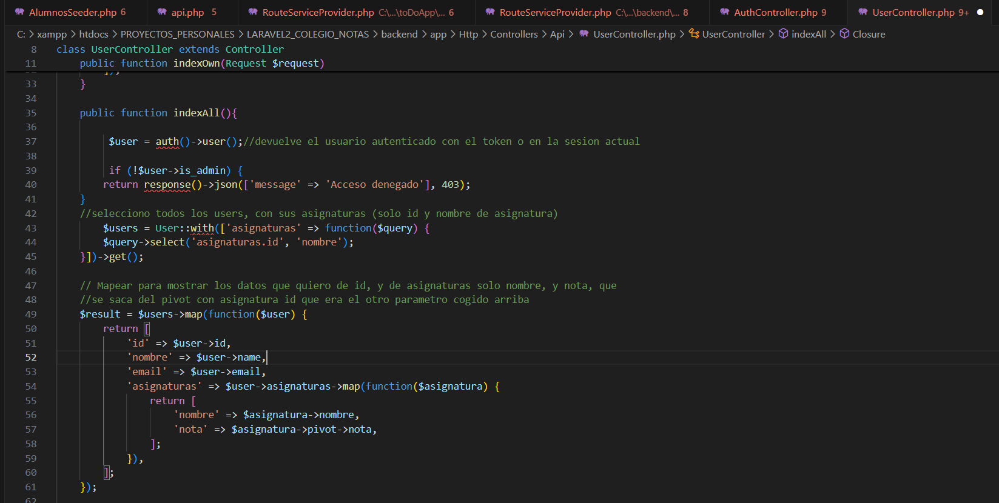 AlumnosSeeder.php 6 api.php 5 RouteServiceProvider.php C:\...\toDoApp\... 6 RouteServiceProvider.php C:\...\backend\... 8 AuthController.php 9 UserController.php 9+
C: > xampp > htdocs > PROYECTOS_PERSONALES > LARAVEL2_COLEGIO_NOTAS > backend > app > Http > Controllers > Api > UserController.php > UserController > indexAll > Closure
8 class UserController extends Controller
11 public function indexOwn(Request $request)
32 ]);
33 }
34
35 public function indexAll(){
36
37 $user = auth()->user();//devuelve el usuario autenticado con el token o en la sesion actual
38
39 if (!$user->is_admin) {
40 return response()->json(['message' => 'Acceso denegado'], 403);
41 }
42 //selecciono todos los users, con sus asignaturas (solo id y nombre de asignatura)
43 $users = User::with(['asignaturas' => function($query) {
44 $query->select('asignaturas.id', 'nombre');
45 }])->get();
46
47 // Mapear para mostrar los datos que quiero de id, y de asignaturas solo nombre, y nota, que
48 //se saca del pivot con asignatura id que era el otro parametro cogido arriba
49 $result = $users->map(function($user) {
50 return [
51 'id' => $user->id,
52 'nombre' => $user->name,
53 'email' => $user->email,
54 'asignaturas' => $user->asignaturas->map(function($asignatura) {
55 return [
56 'nombre' => $asignatura->nombre,
57 'nota' => $asignatura->pivot->nota,
58 ];
59 }),
60 ];
61 });
62